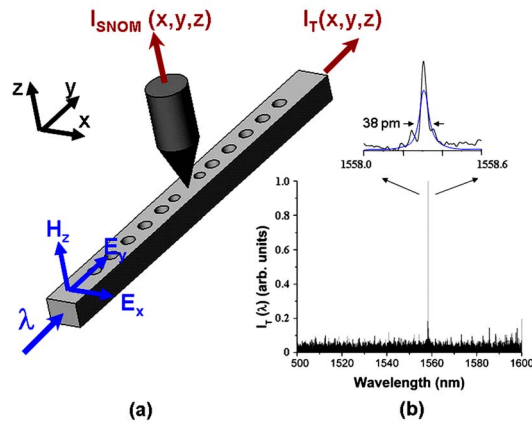 I_SNOM (x,y,z)
I_T(x,y,z)
z
y
x
H_z
E_y
E_x
λ
(a)
38 pm
1558.0
1558.6
1.0
0.8
0.6
0.4
0.2
0
I_T (λ) (arb. units)
500
1520
1540
1560
1580
1600
Wavelength (nm)
(b)